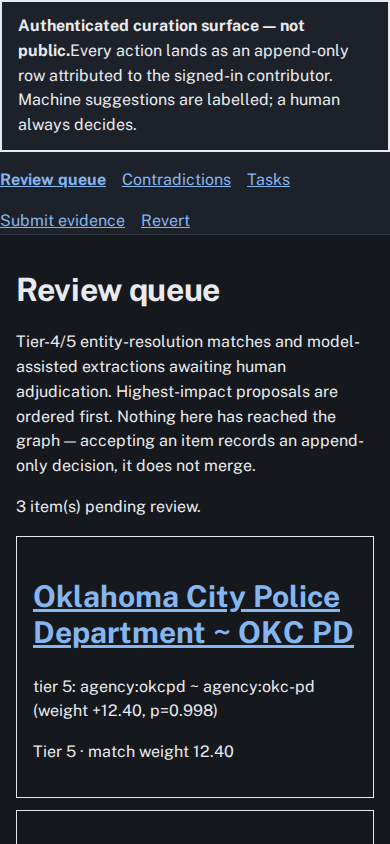 Authenticated curation surface — not
public.Every action lands as an append-only
row attributed to the signed-in contributor.
Machine suggestions are labelled; a human
always decides.
Review queue Contradictions Tasks
Submit evidence Revert
Review queue
Tier-4/5 entity-resolution matches and model-
assisted extractions awaiting human
adjudication. Highest-impact proposals are
ordered first. Nothing here has reached the
graph — accepting an item records an append-
only decision, it does not merge.
3 item(s) pending review.
Oklahoma City Police
Department ~ OKC PD
tier 5: agency:okcpd ~ agency:okc-pd
(weight +12.40, p=0.998)
Tier 5 · match weight 12.40